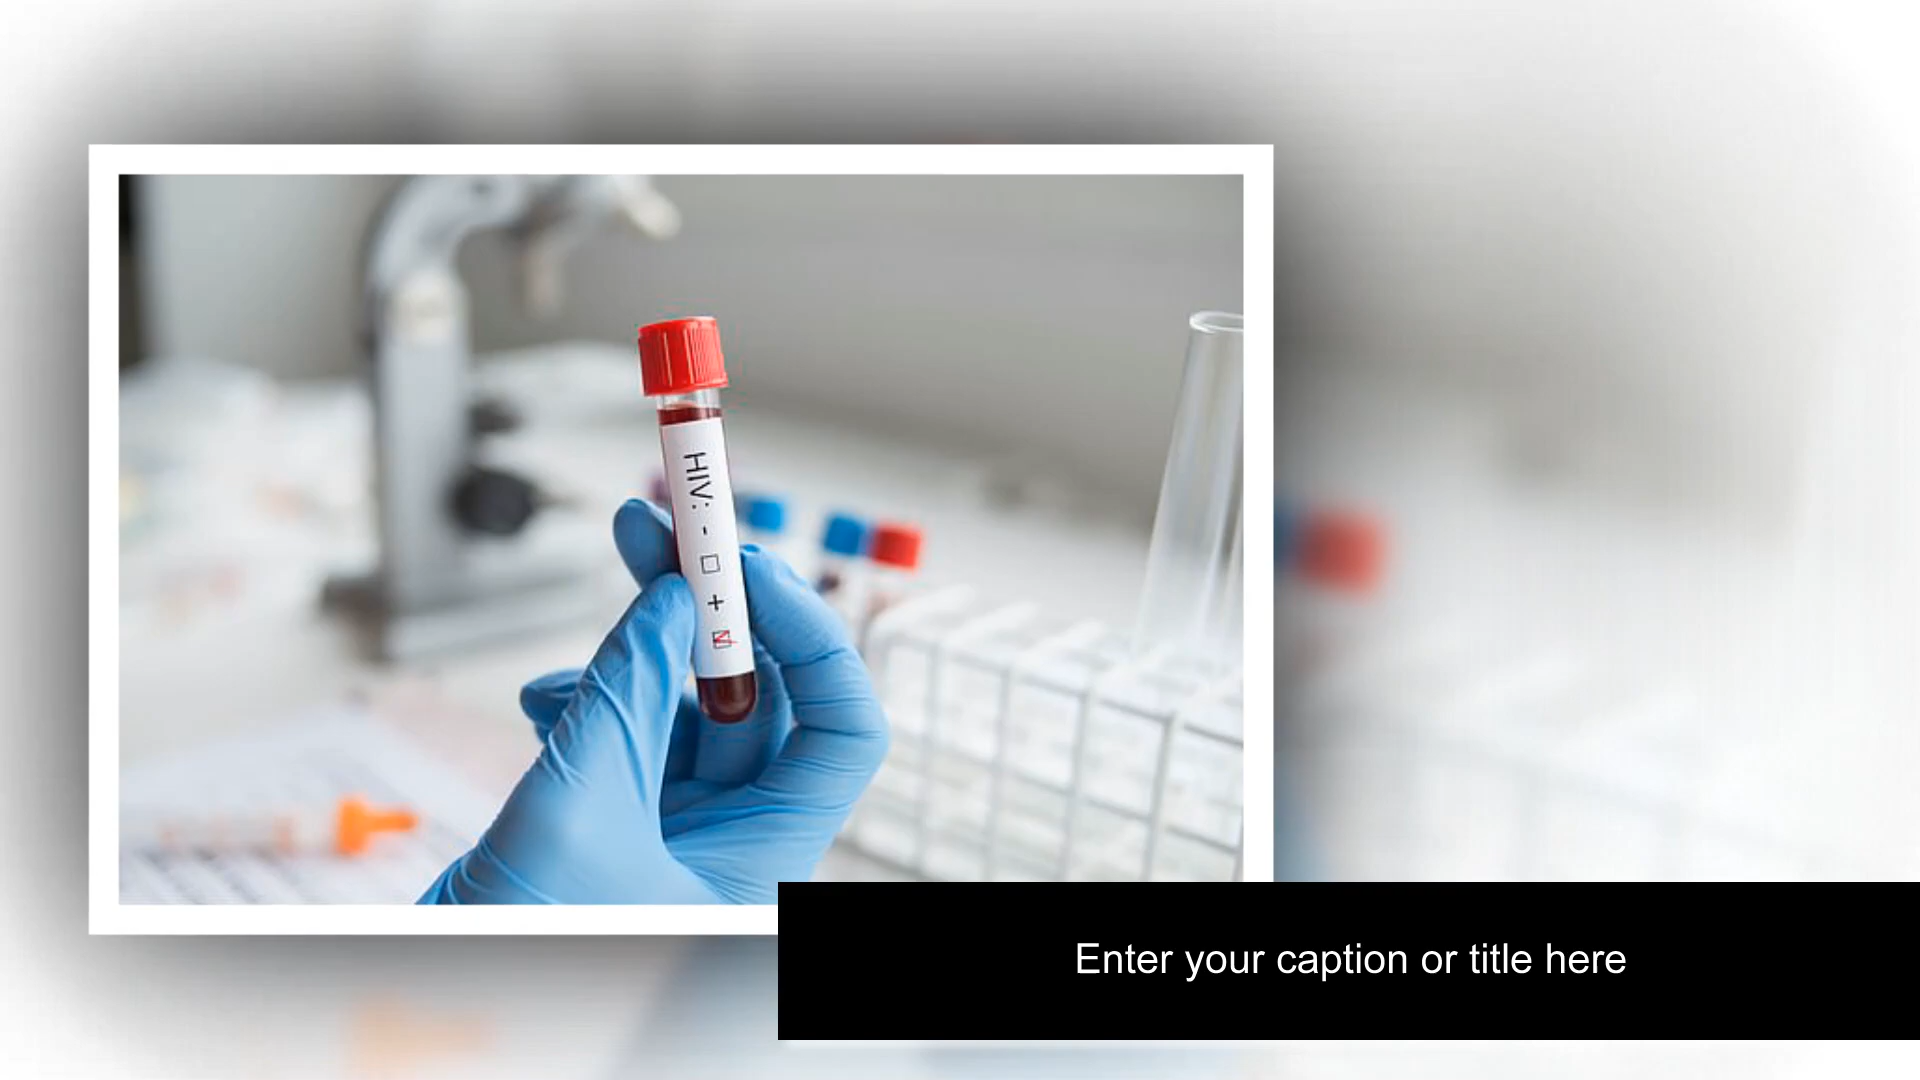 HIV: - ☐ + ☑
Enter your caption or title here